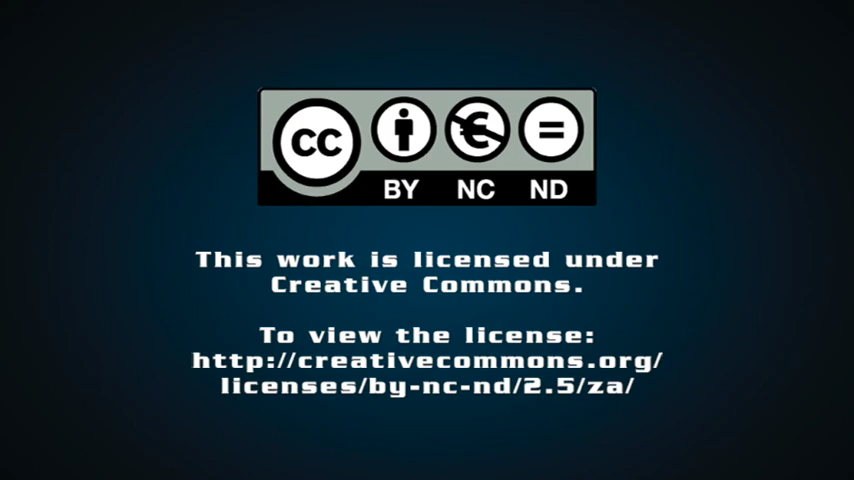 CC
BY NC ND
This work is licensed under
Creative Commons.
To view the license:
http://creativecommons.org/
licenses/by-nc-nd/2.5/za/